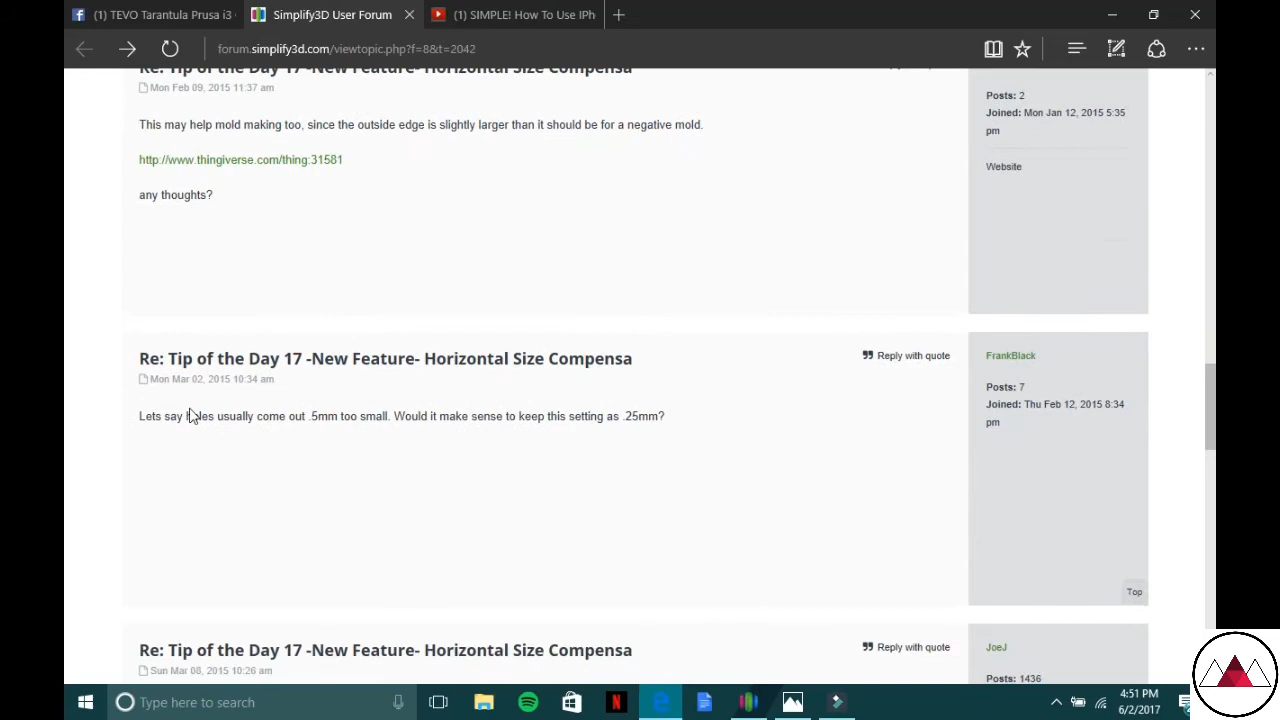 (1) TEVO Tarantula Prusa i3
Simplify3D User Forum
(1) SIMPLE! How To Use IPh
forum.simplify3d.com/viewtopic.php?f=8&t=2042
Re: Tip of the Day 17 -New Feature- Horizontal Size Compensa
Mon Feb 09, 2015 11:37 am
This may help mold making too, since the outside edge is slightly larger than it should be for a negative mold.
http://www.thingiverse.com/thing:31581
any thoughts?
Posts: 2
Joined: Mon Jan 12, 2015 5:35
pm
Website
Re: Tip of the Day 17 -New Feature- Horizontal Size Compensa
Mon Mar 02, 2015 10:34 am
Reply with quote
Lets say holes usually come out .5mm too small. Would it make sense to keep this setting as .25mm?
FrankBlack
Posts: 7
Joined: Thu Feb 12, 2015 8:34
pm
Top
Re: Tip of the Day 17 -New Feature- Horizontal Size Compensa
Sun Mar 08, 2015 10:26 am
Reply with quote
JoeJ
Posts: 1436
Type here to search
4:51 PM
6/2/2017